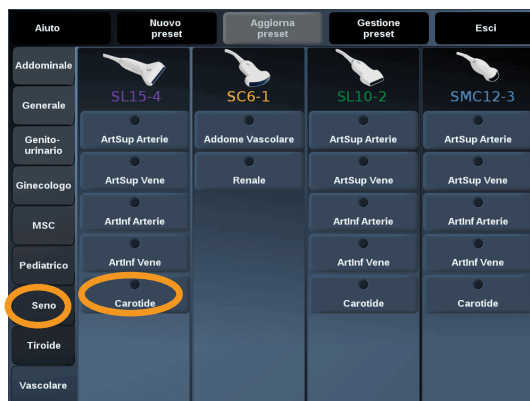 Aiuto
Nuovo
preset
Aggiorna
preset
Gestione
preset
Esci
Addominale
Generale
Genito-
urinario
Ginecologo
MSC
Pediatrico
Seno
Tiroide
Vascolare
SL15-4
ArtSup Arterie
ArtSup Vene
ArtInf Arterie
ArtInf Vene
Carotide
SC6-1
Addome Vascolare
Renale
SL10-2
ArtSup Arterie
ArtSup Vene
ArtInf Arterie
ArtInf Vene
Carotide
SMC12-3
ArtSup Arterie
ArtSup Vene
ArtInf Arterie
ArtInf Vene
Carotide